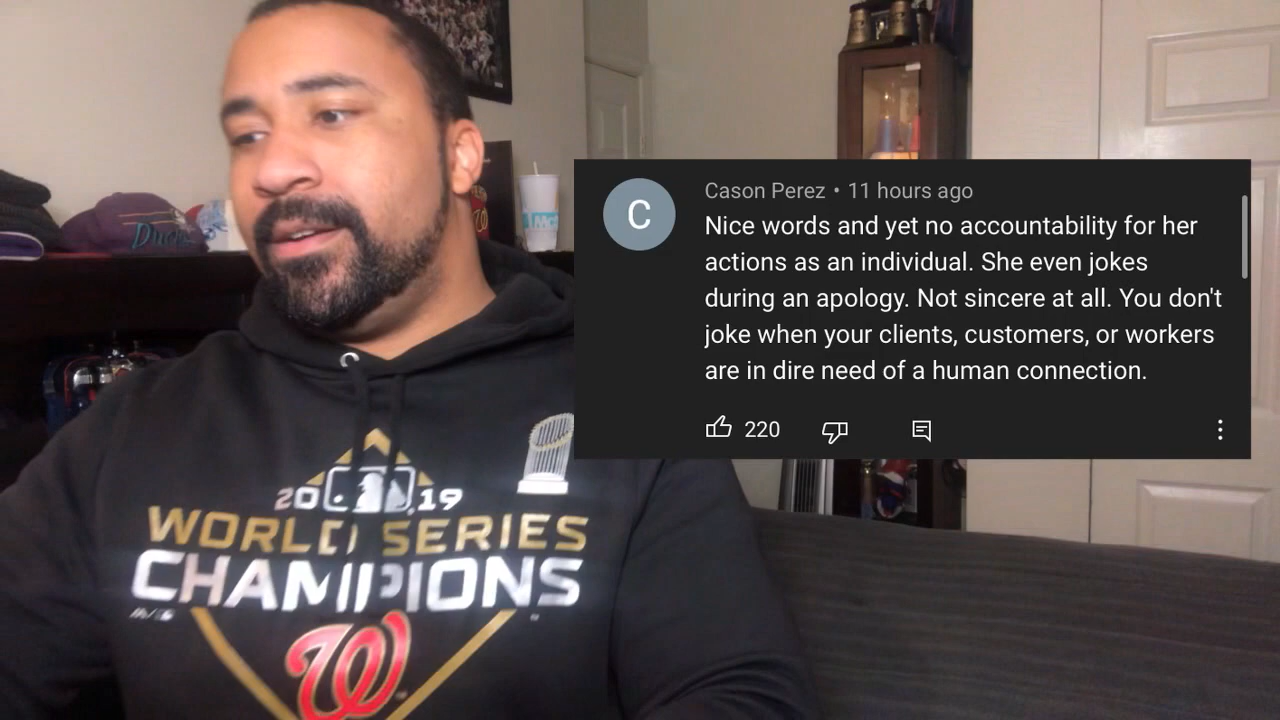 Cason Perez • 11 hours ago
C
Nice words and yet no accountability for her
actions as an individual. She even jokes
during an apology. Not sincere at all. You don't
joke when your clients, customers, or workers
are in dire need of a human connection.
220
Ducks
2019
WORLD SERIES
CHAMPIONS
W